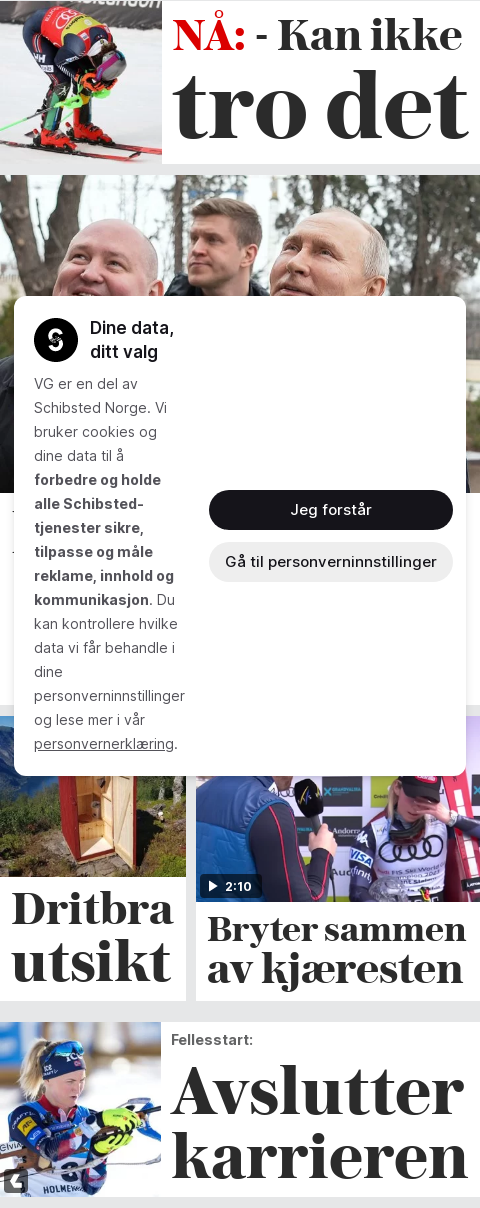 NÅ: - Kan ikke
tro det
Dine data,
ditt valg
VG er en del av
Schibsted Norge. Vi
bruker cookies og
dine data til å
forbedre og holde
alle Schibsted-
tjenester sikre,
tilpasse og måle
reklame, innhold og
kommunikasjon. Du
kan kontrollere hvilke
data vi får behandle i
dine
personverninnstillinger
og lese mer i vår
personvernerklæring.
Jeg forstår
Gå til personverninnstillinger
Andorra
VISA
Audi
2:10
Dritbra
utsikt
Bryter sammen
av kjæresten
Fellesstart:
Avslutter
karrieren